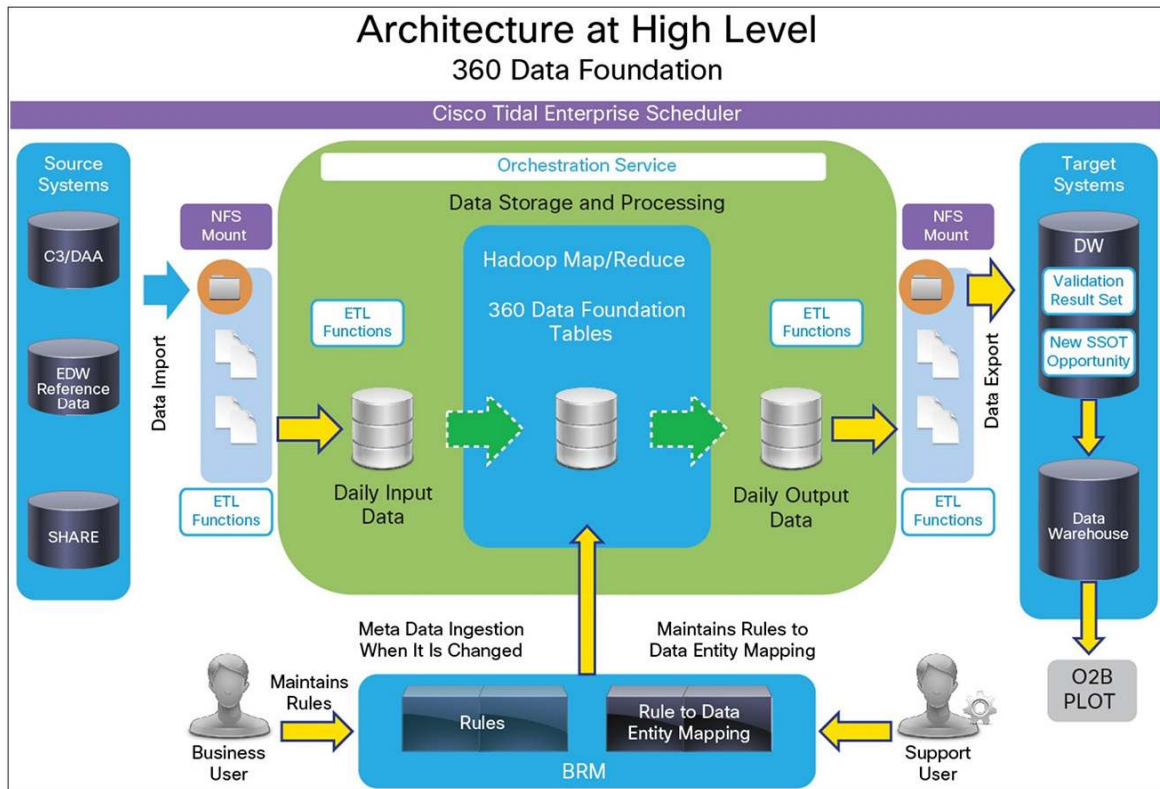 Architecture at High Level
360 Data Foundation
Cisco Tidal Enterprise Scheduler
Source
Systems
C3/DAA
EDW
Reference
Data
SHARE
Data Import
NFS
Mount
ETL
Functions
Orchestration Service
Data Storage and Processing
ETL
Functions
Daily Input
Data
Hadoop Map/Reduce
360 Data Foundation
Tables
ETL
Functions
Daily Output
Data
NFS
Mount
ETL
Functions
Data Export
Target
Systems
DW
Validation
Result Set
New SSOT
Opportunity
Data
Warehouse
O2B
PLOT
Meta Data Ingestion
When It Is Changed
Maintains Rules to
Data Entity Mapping
Business
User
Maintains
Rules
Rules
Rule to Data
Entity Mapping
BRM
Support
User